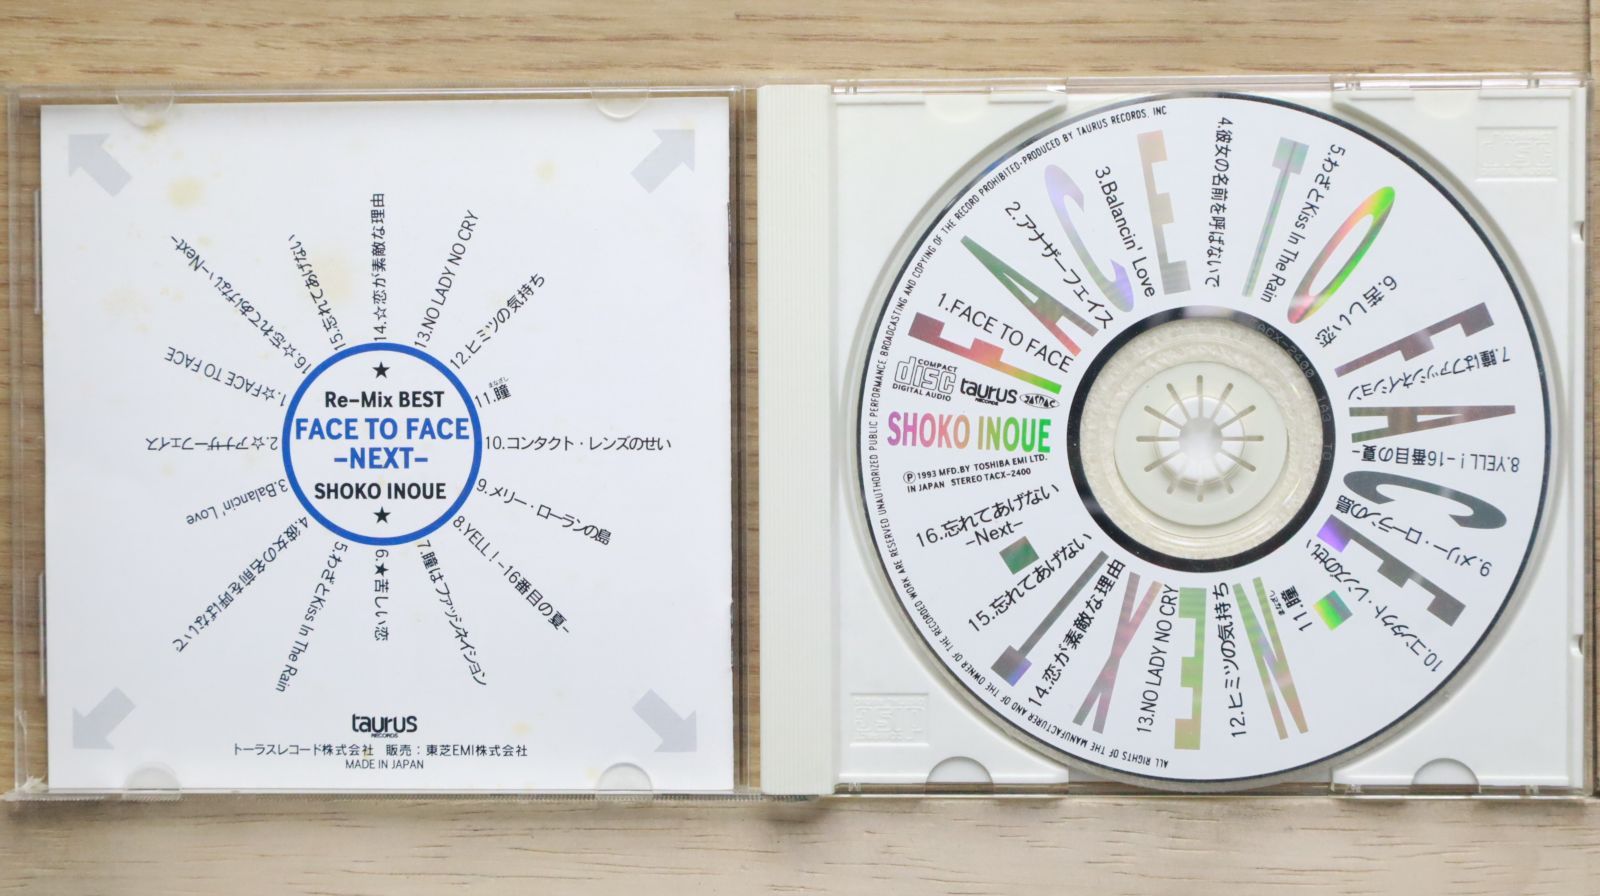 ★
Re-Mix BEST
FACE TO FACE
-NEXT-
SHOKO INOUE
★
1.☆FACE TO FACE
2.☆アナザーフェイス
3.Balancin' Love
4.彼女の名前を呼ばないで
5.わざとKiss In The Rain
6.★苦しい恋
7.瞳はファッシネイション
8.YELL!-16番目の夏-
9.メリー・ローランの島
10.コンタクト・レンズのせい
11.瞳
12.ヒミツの気持ち
13.NO LADY NO CRY
14.☆恋が素敵な理由
15.忘れてあげない
16.☆忘れてあげない-Next-
taurus
RECORDS
トーラスレコード株式会社 販売:東芝EMI株式会社
MADE IN JAPAN
FACE TO FACE
NEXT
1.FACE TO FACE
2.アナザーフェイス
3.Balancin' Love
4.彼女の名前を呼ばないで
5.わざとKiss In The Rain
6.苦しい恋
7.瞳はファッシネイション
8.YELL!-16番目の夏-
9.メリー・ローランの島
10.コンタクト・レンズのせい
11.瞳
まなざし
12.ヒミツの気持ち
13.NO LADY NO CRY
14.恋が素敵な理由
15.忘れてあげない
16.忘れてあげない
-Next-
COMPACT
disc
DIGITAL AUDIO
taurus
RECORDS
JASRAC
SHOKO INOUE
Ⓟ1993 MFD.BY TOSHIBA EMI LTD.
IN JAPAN STEREO TACX-2400
ALL RIGHTS OF THE MANUFACTURER AND OF THE OWNER OF THE RECORDED WORK ARE RESERVED UNAUTHORIZED PUBLIC PERFORMANCE BROADCASTING AND COPYING OF THE RECORD PROHIBITED-PRODUCED BY TAURUS RECORDS, INC